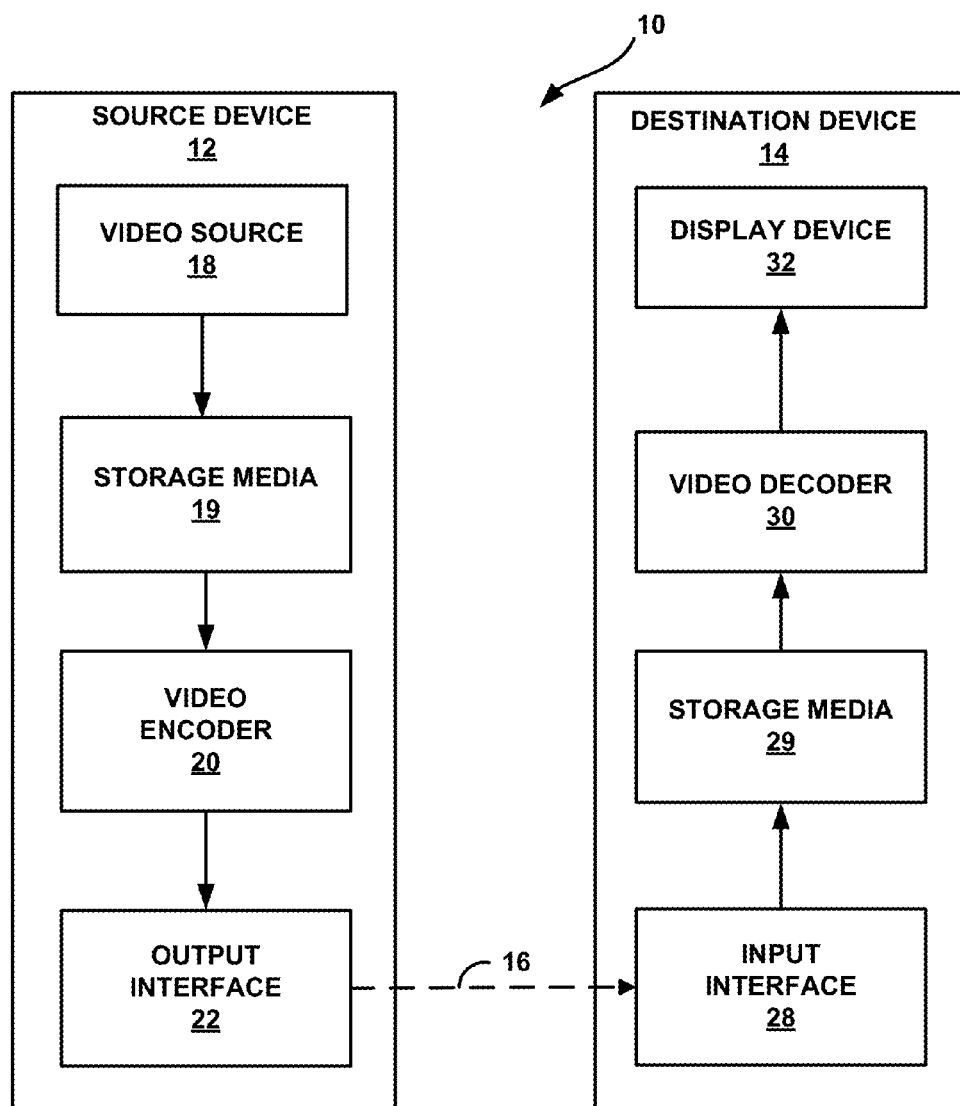 10
SOURCE DEVICE
12
VIDEO SOURCE
18
STORAGE MEDIA
19
VIDEO
ENCODER
20
OUTPUT
INTERFACE
22
16
DESTINATION DEVICE
14
DISPLAY DEVICE
32
VIDEO DECODER
30
STORAGE MEDIA
29
INPUT
INTERFACE
28